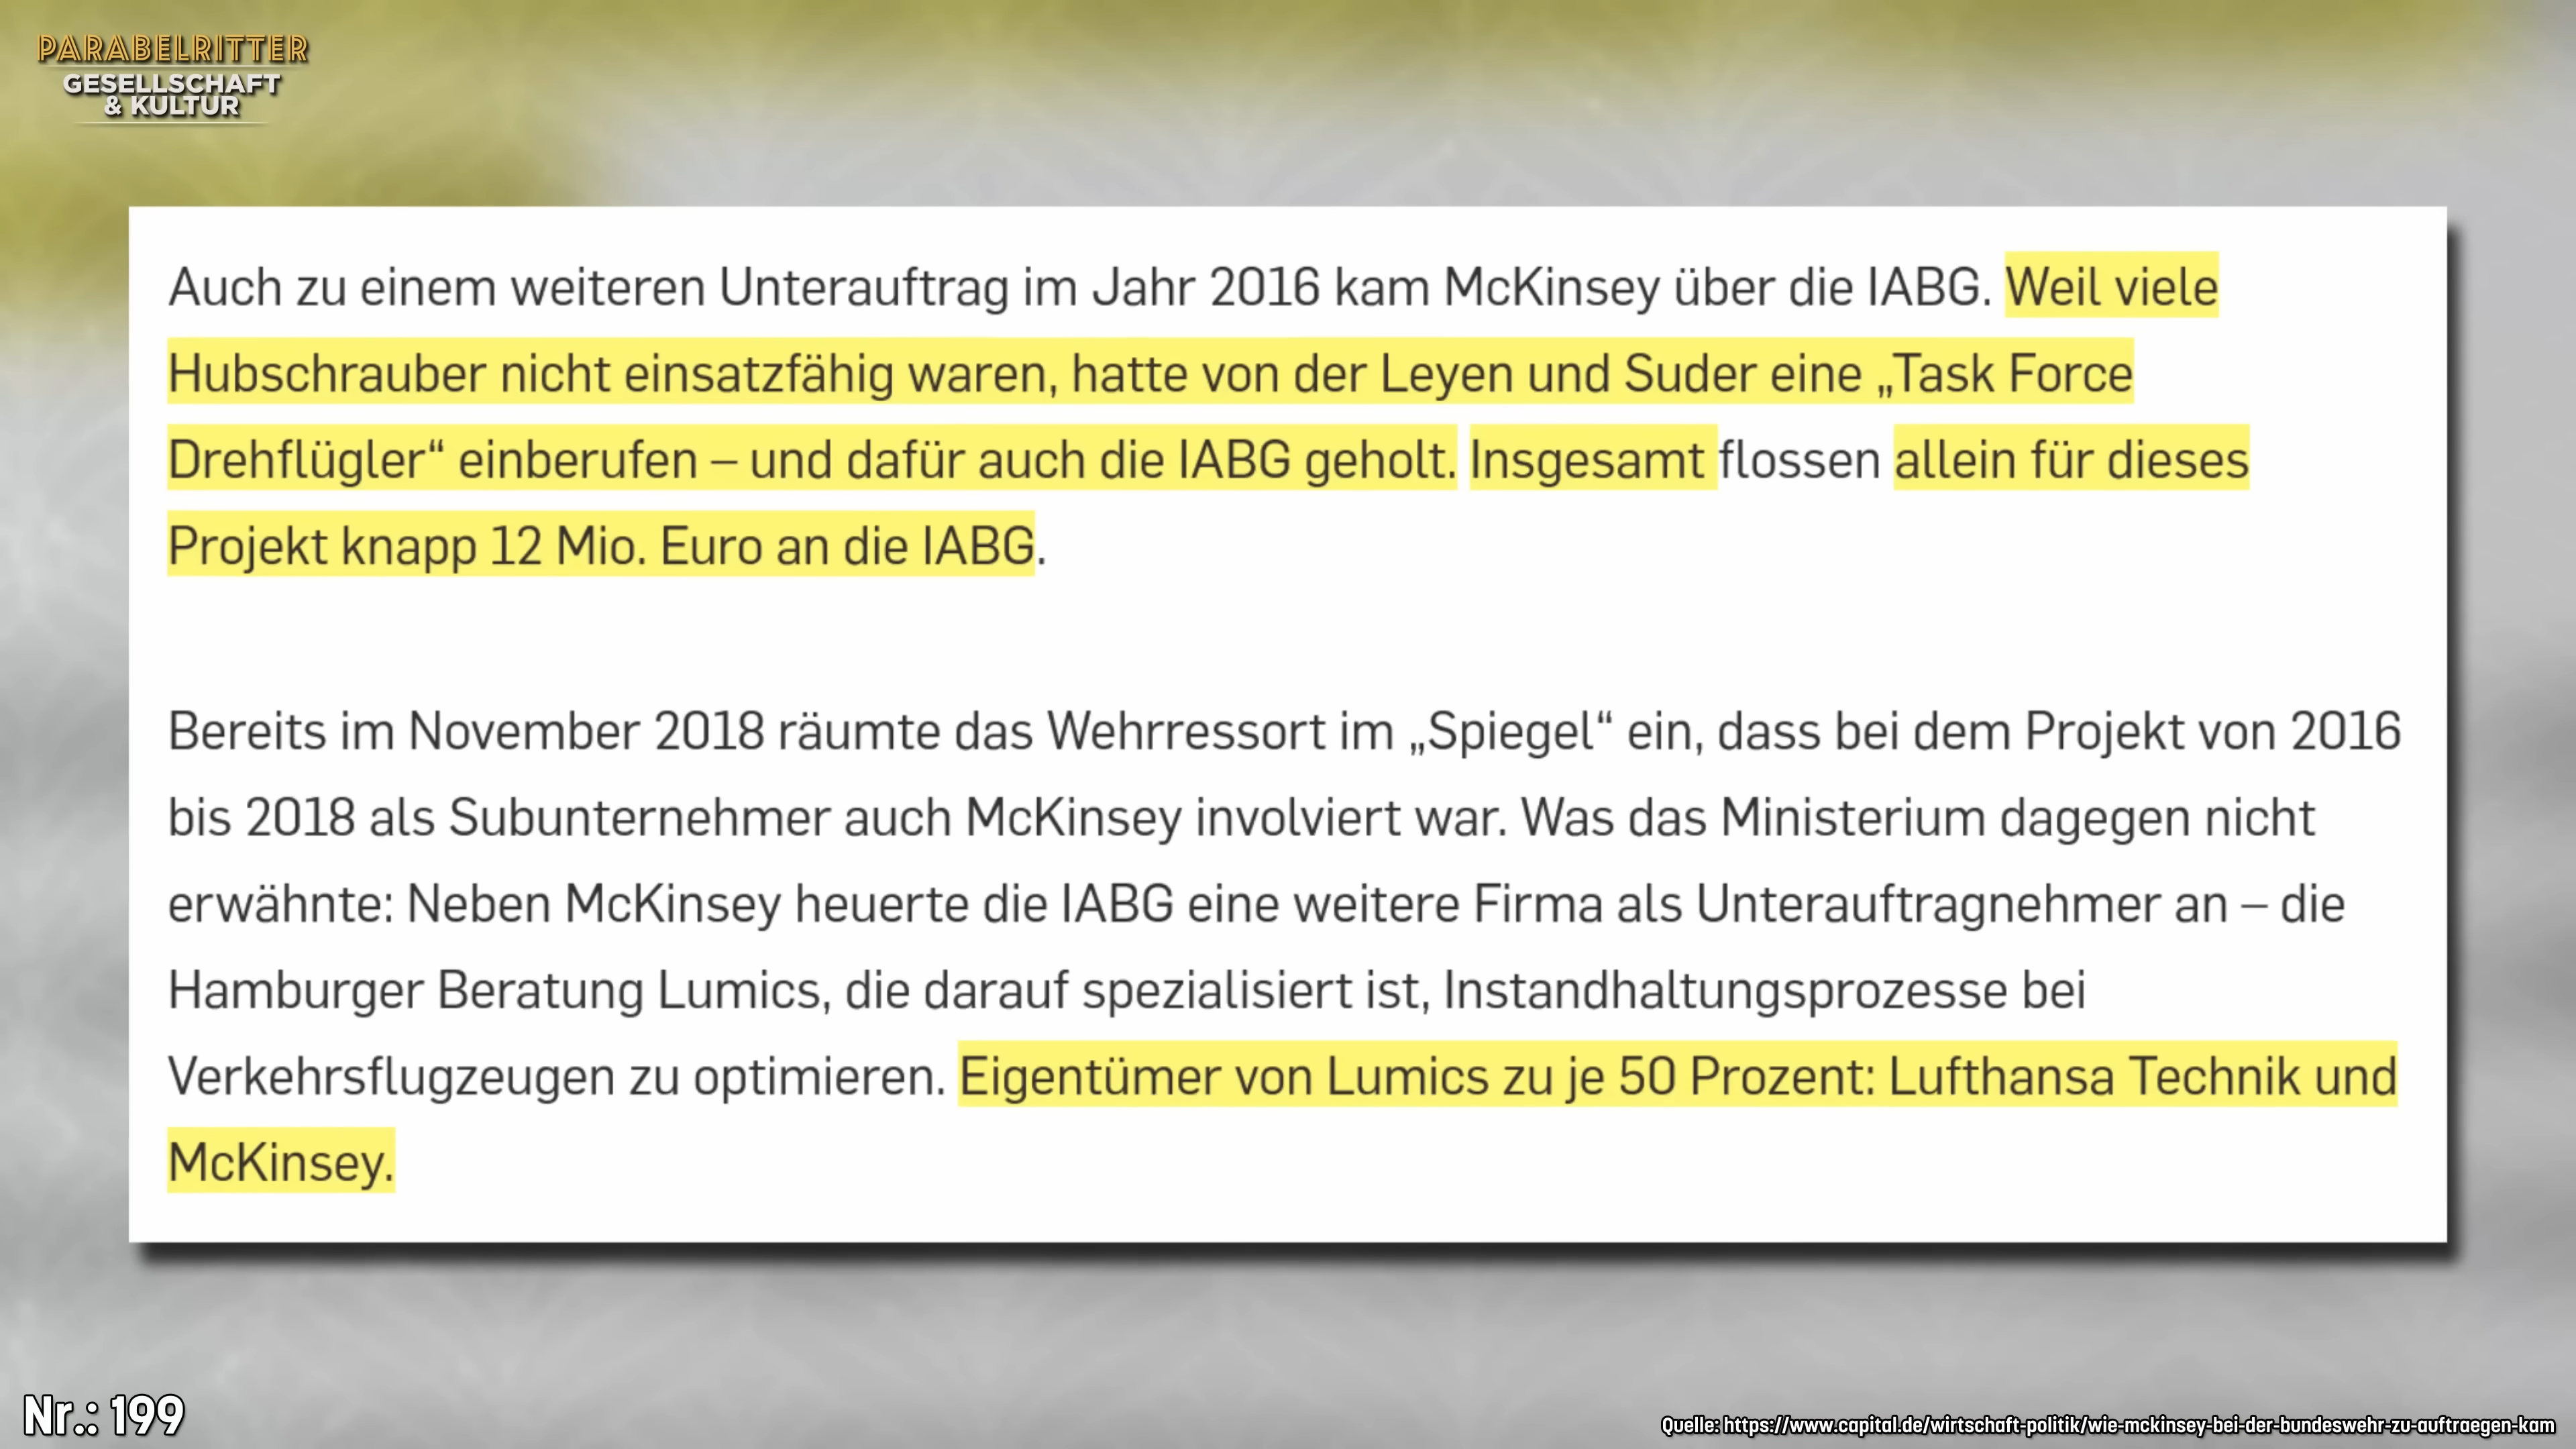 PARABELRITTER
GESELLSCHAFT
& KULTUR
Auch zu einem weiteren Unterauftrag im Jahr 2016 kam McKinsey über die IABG. Weil viele
Hubschrauber nicht einsatzfähig waren, hatte von der Leyen und Suder eine „Task Force
Drehflügler“ einberufen – und dafür auch die IABG geholt. Insgesamt flossen allein für dieses
Projekt knapp 12 Mio. Euro an die IABG.
Bereits im November 2018 räumte das Wehrressort im „Spiegel“ ein, dass bei dem Projekt von 2016
bis 2018 als Subunternehmer auch McKinsey involviert war. Was das Ministerium dagegen nicht
erwähnte: Neben McKinsey heuerte die IABG eine weitere Firma als Unterauftragnehmer an – die
Hamburger Beratung Lumics, die darauf spezialisiert ist, Instandhaltungsprozesse bei
Verkehrsflugzeugen zu optimieren. Eigentümer von Lumics zu je 50 Prozent: Lufthansa Technik und
McKinsey.
Nr.: 199
Quelle: https://www.capital.de/wirtschaft-politik/wie-mckinsey-bei-der-bundeswehr-zu-auftraegen-kam